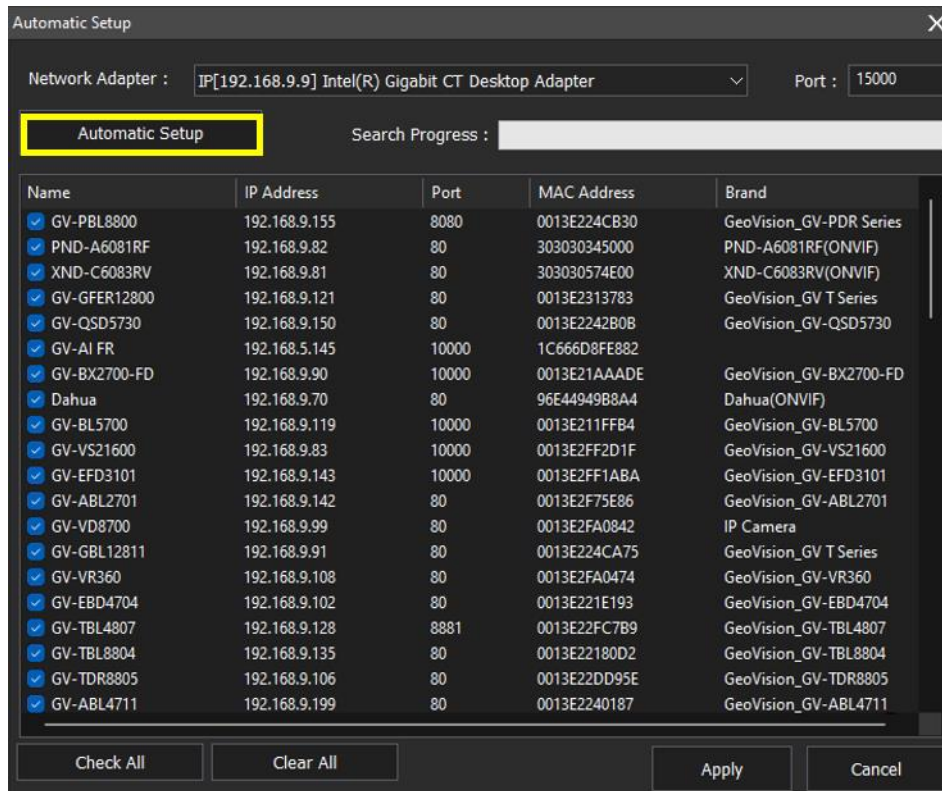 Automatic Setup
Network Adapter : IP[192.168.9.9] Intel(R) Gigabit CT Desktop Adapter Port : 15000
Automatic Setup Search Progress :
Name IP Address Port MAC Address Brand
GV-PBL8800 192.168.9.155 8080 0013E224CB30 GeoVision_GV-PDR Series
PND-A6081RF 192.168.9.82 80 303030345000 PND-A6081RF(ONVIF)
XND-C6083RV 192.168.9.81 80 303030574E00 XND-C6083RV(ONVIF)
GV-GFER12800 192.168.9.121 80 0013E2313783 GeoVision_GV T Series
GV-QSD5730 192.168.9.150 80 0013E2242B0B GeoVision_GV-QSD5730
GV-AI FR 192.168.5.145 10000 1C666D8FE882
GV-BX2700-FD 192.168.9.90 10000 0013E21AAADE GeoVision_GV-BX2700-FD
Dahua 192.168.9.70 80 96E44949B8A4 Dahua(ONVIF)
GV-BL5700 192.168.9.119 10000 0013E211FFB4 GeoVision_GV-BL5700
GV-VS21600 192.168.9.83 10000 0013E2FF2D1F GeoVision_GV-VS21600
GV-EFD3101 192.168.9.143 10000 0013E2FF1ABA GeoVision_GV-EFD3101
GV-ABL2701 192.168.9.142 80 0013E2F75E86 GeoVision_GV-ABL2701
GV-VD8700 192.168.9.99 80 0013E2FA0842 IP Camera
GV-GBL12811 192.168.9.91 80 0013E224CA75 GeoVision_GV T Series
GV-VR360 192.168.9.108 80 0013E2FA0474 GeoVision_GV-VR360
GV-EBD4704 192.168.9.102 80 0013E221E193 GeoVision_GV-EBD4704
GV-TBL4807 192.168.9.128 8881 0013E22FC7B9 GeoVision_GV-TBL4807
GV-TBL8804 192.168.9.135 80 0013E22180D2 GeoVision_GV-TBL8804
GV-TDR8805 192.168.9.106 80 0013E22DD95E GeoVision_GV-TDR8805
GV-ABL4711 192.168.9.199 80 0013E2240187 GeoVision_GV-ABL4711
Check All Clear All Apply Cancel